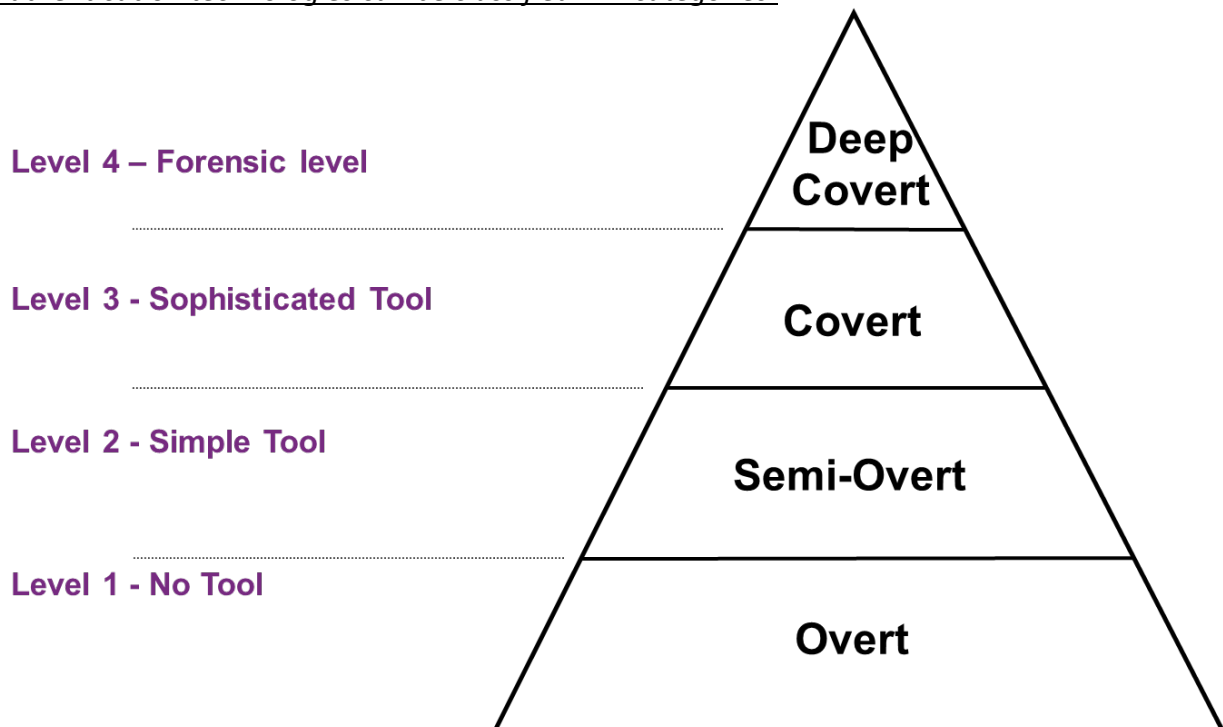 Deep
Covert
Level 4 – Forensic level
Level 3 - Sophisticated Tool
Covert
Level 2 - Simple Tool
Semi-Overt
Level 1 - No Tool
Overt